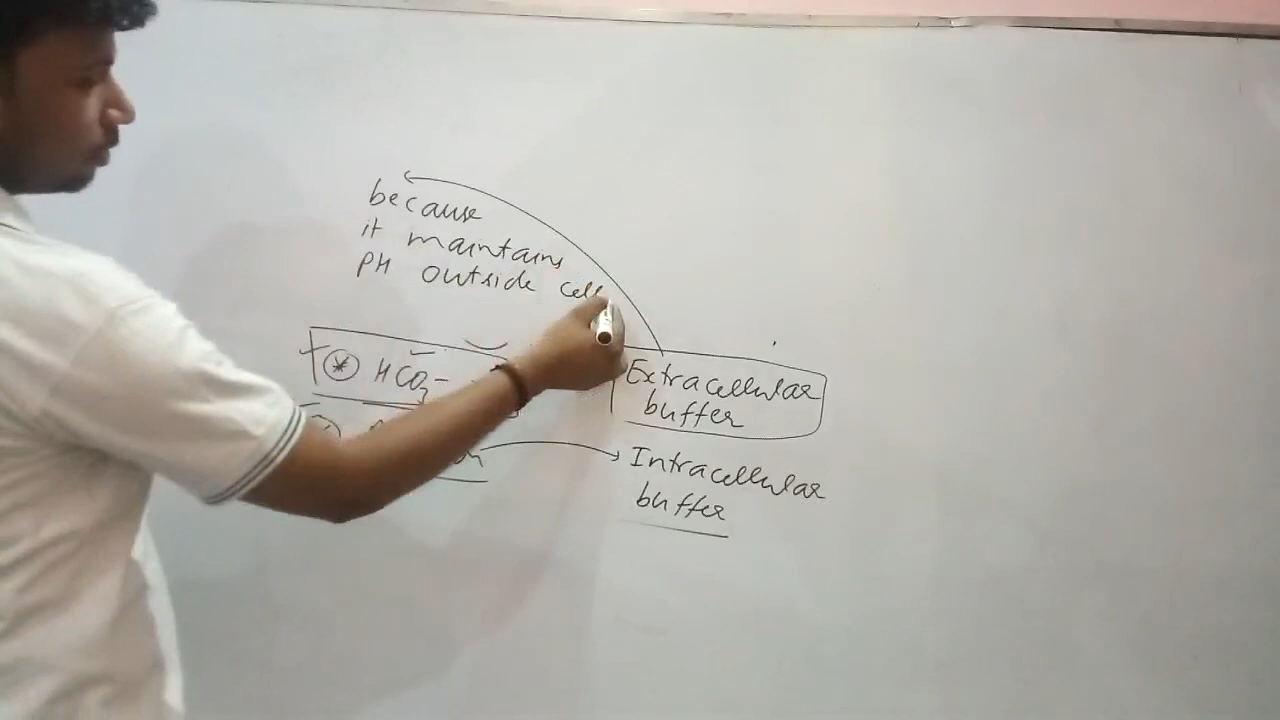 because
it maintains
PH outside cell
HCO3-
Extracellular
buffer
Intracellular
buffer